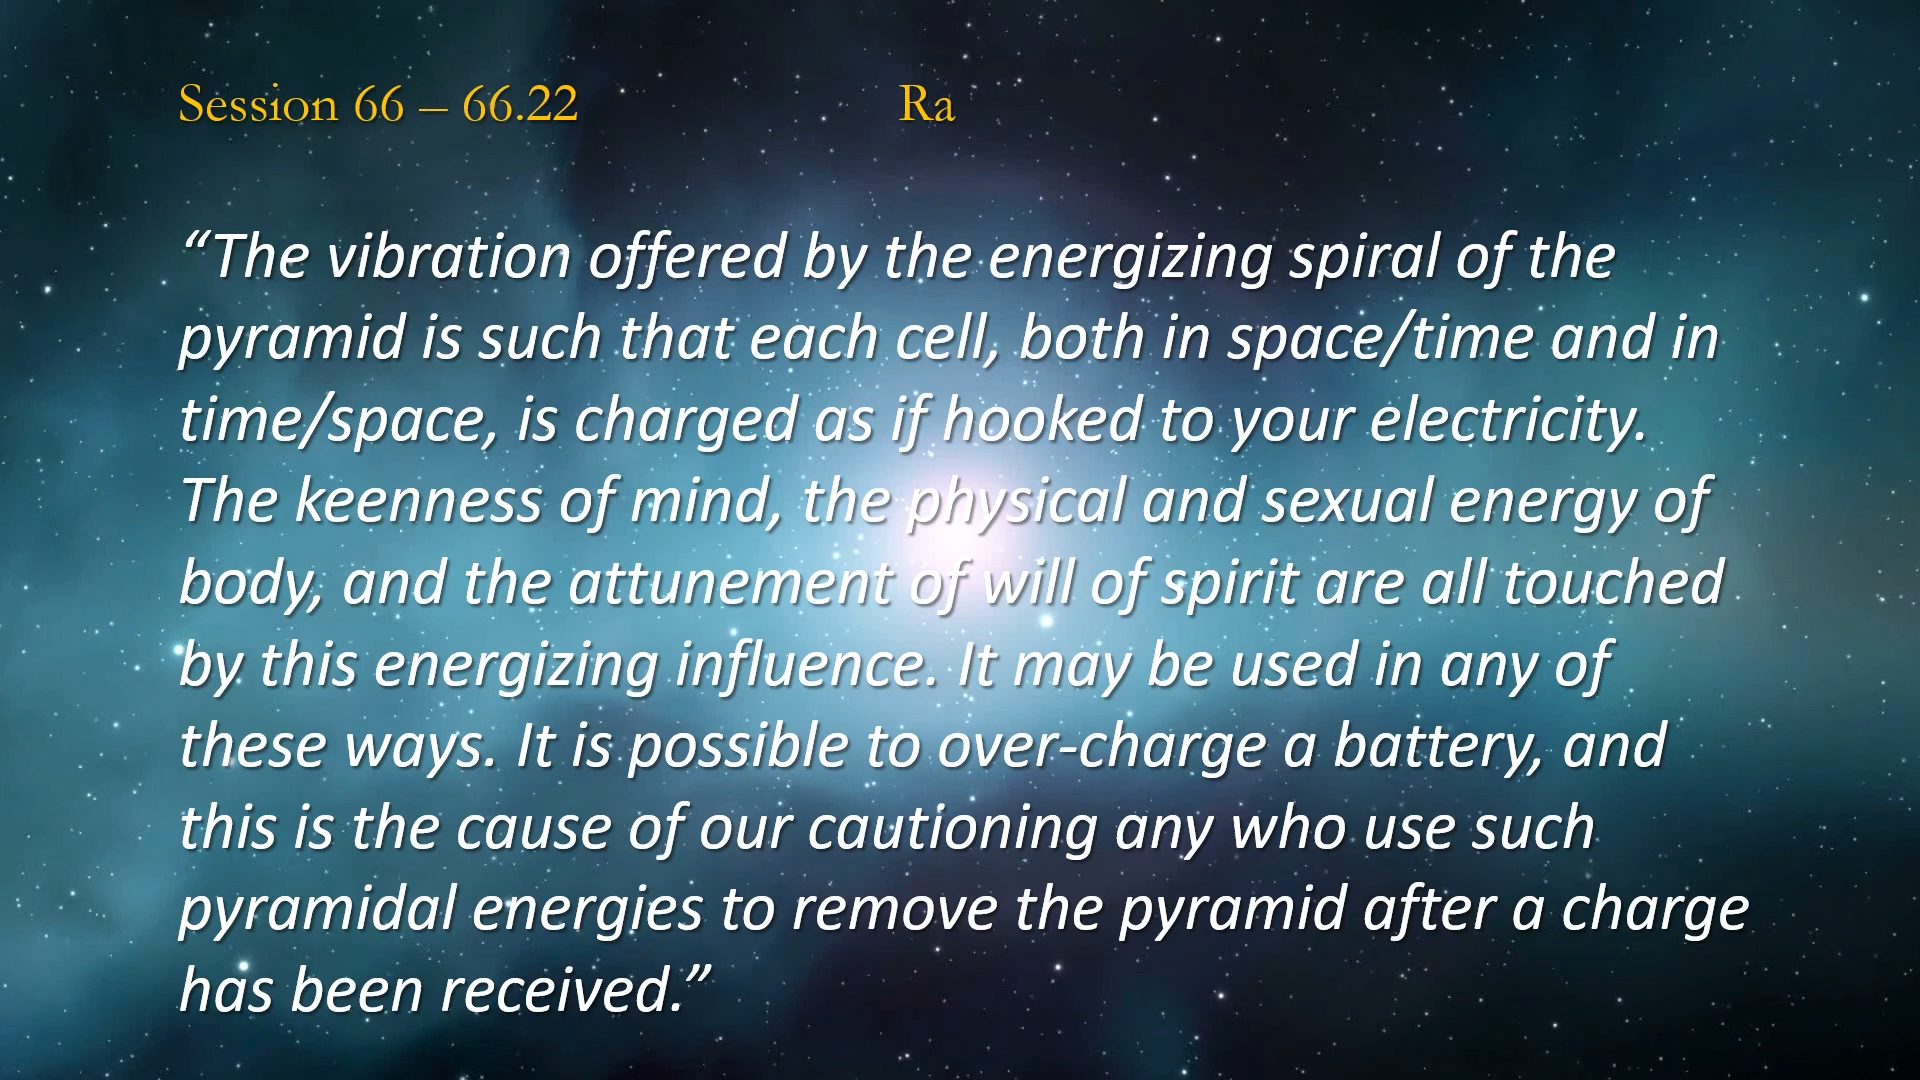 Session 66 – 66.22 Ra
“The vibration offered by the energizing spiral of the
pyramid is such that each cell, both in space/time and in
time/space, is charged as if hooked to your electricity.
The keenness of mind, the physical and sexual energy of
body, and the attunement of will of spirit are all touched
by this energizing influence. It may be used in any of
these ways. It is possible to over-charge a battery, and
this is the cause of our cautioning any who use such
pyramidal energies to remove the pyramid after a charge
has been received.”